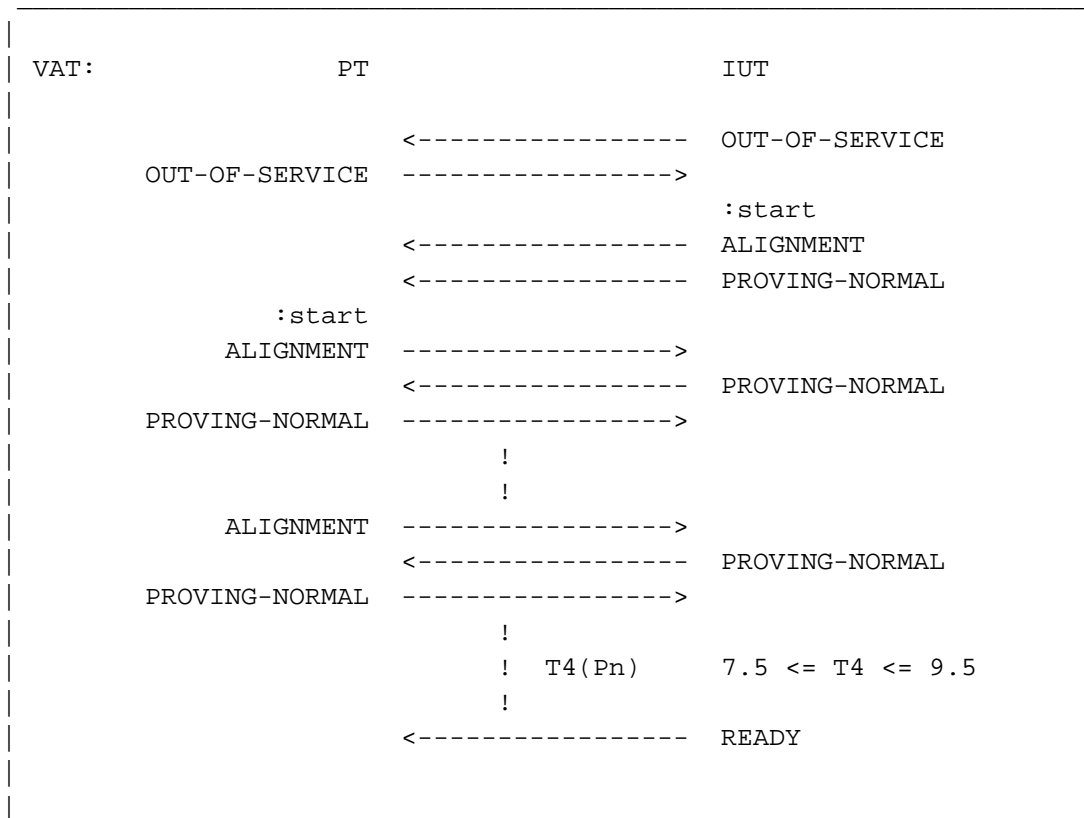 VAT: PT IUT
<----------------- OUT-OF-SERVICE
OUT-OF-SERVICE ----------------->
:start
<----------------- ALIGNMENT
<----------------- PROVING-NORMAL
:start
ALIGNMENT ----------------->
<----------------- PROVING-NORMAL
PROVING-NORMAL ----------------->
!
!
ALIGNMENT ----------------->
<----------------- PROVING-NORMAL
PROVING-NORMAL ----------------->
!
! T4(Pn) 7.5 <= T4 <= 9.5
!
<----------------- READY